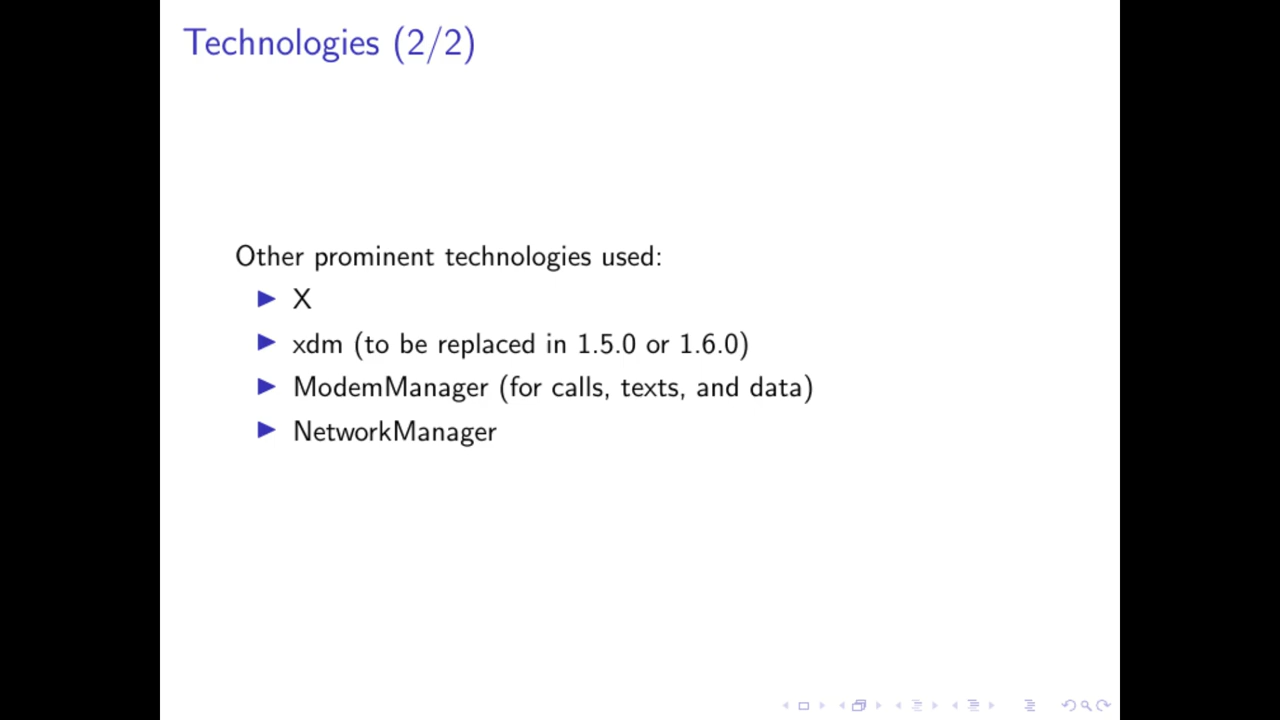 Technologies (2/2)
Other prominent technologies used:
X
xdm (to be replaced in 1.5.0 or 1.6.0)
ModemManager (for calls, texts, and data)
NetworkManager